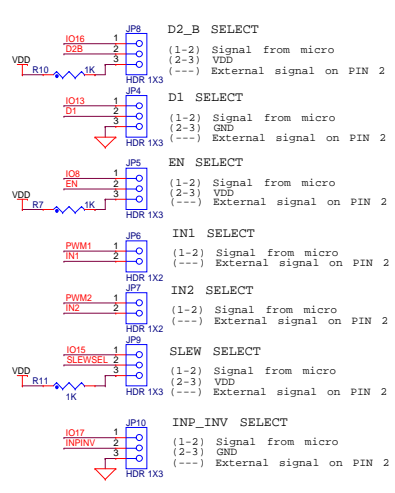 JP8 D2_B SELECT
IO16 1
D2B 2 (1-2) Signal from micro
VDD 3 (2-3) VDD
R10 1K (---) External signal on PIN 2
HDR 1X3
JP4 D1 SELECT
IO13 1
D1 2 (1-2) Signal from micro
3 (2-3) GND
(---) External signal on PIN 2
HDR 1X3
JP5 EN SELECT
IO8 1
EN 2 (1-2) Signal from micro
VDD 3 (2-3) VDD
R7 1K (---) External signal on PIN 2
HDR 1X3
JP6 IN1 SELECT
PWM1 1
IN1 2 (1-2) Signal from micro
(---) External signal on PIN 2
HDR 1X2
JP7 IN2 SELECT
PWM2 1
IN2 2 (1-2) Signal from micro
(---) External signal on PIN 2
HDR 1X2
JP9 SLEW SELECT
IO15 1
SLEWSEL 2 (1-2) Signal from micro
VDD 3 (2-3) VDD
R11 1K (---) External signal on PIN 2
HDR 1X3
JP10 INP_INV SELECT
IO17 1
INPINV 2 (1-2) Signal from micro
3 (2-3) GND
(---) External signal on PIN 2
HDR 1X3